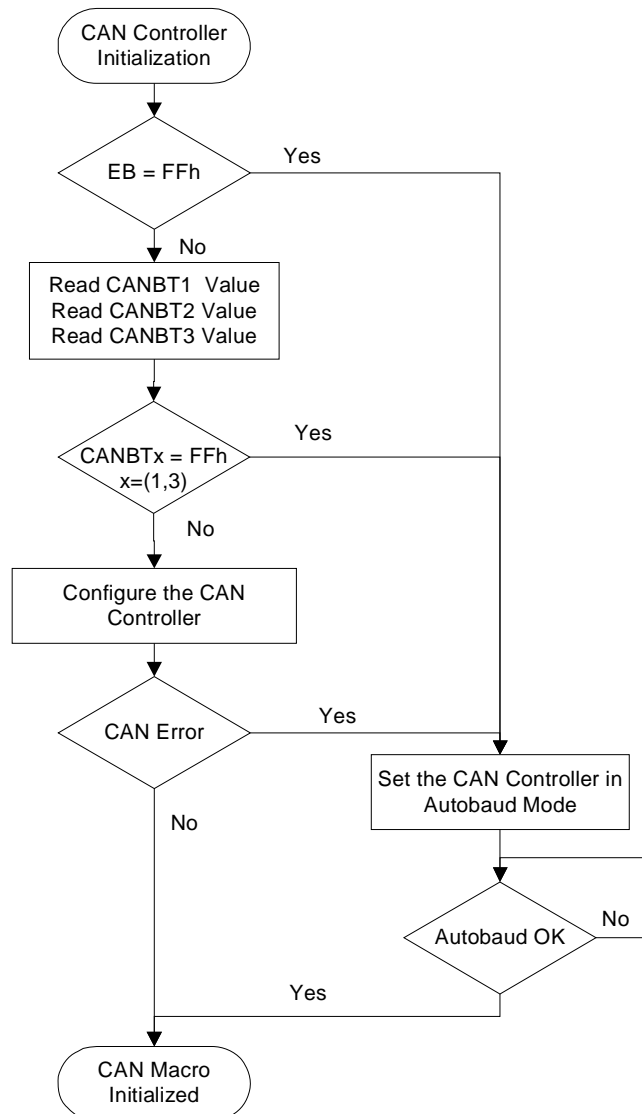 CAN Controller
Initialization
EB = FFh
Yes
No
Read CANBT1  Value
Read CANBT2 Value
Read CANBT3 Value
CANBTx = FFh
x=(1,3)
Yes
No
Configure the CAN
Controller
CAN Error
Yes
No
Set the CAN Controller in
Autobaud Mode
Autobaud OK
No
Yes
CAN Macro
Initialized